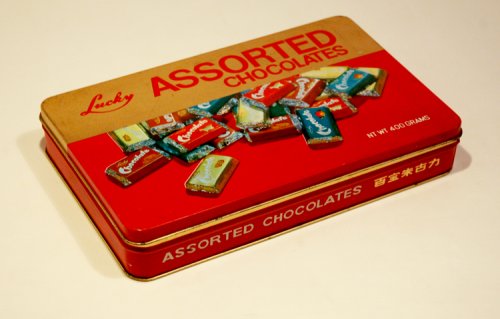 Lucky
ASSORTED
CHOCOLATES
NT WT 400 GRAMS
ASSORTED CHOCOLATES 百宝朱古力